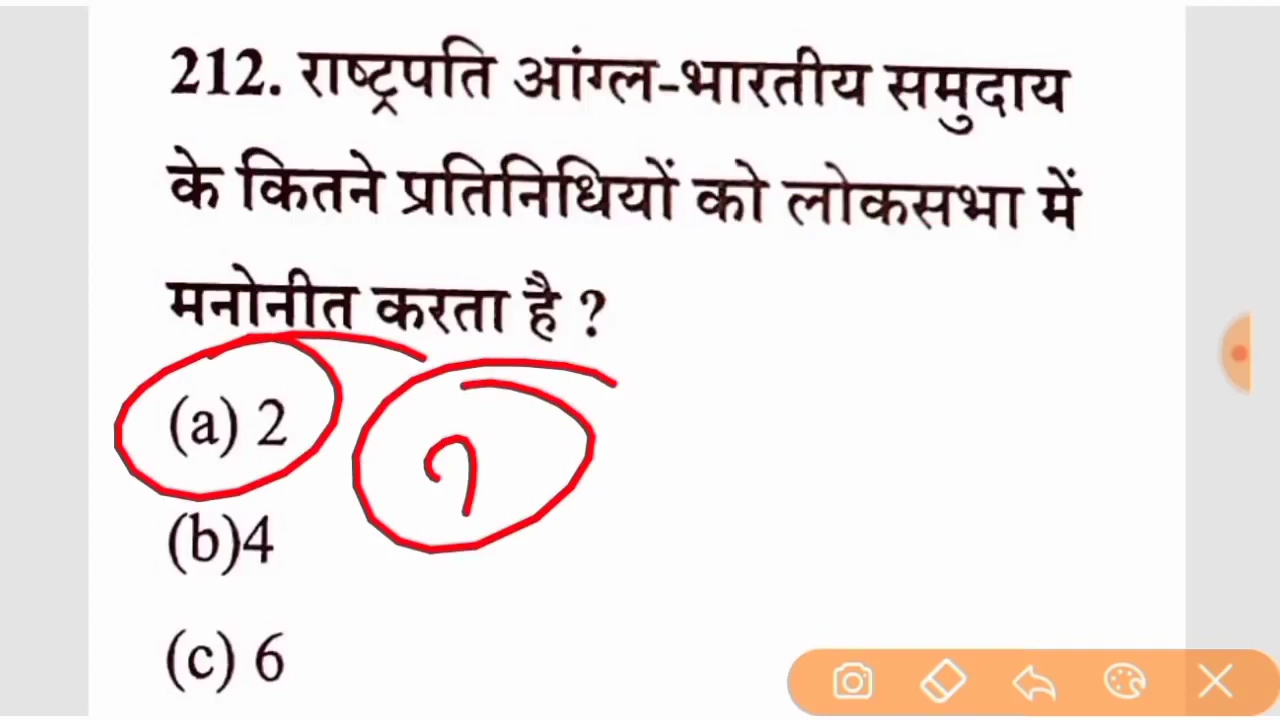 212. राष्ट्रपति आंग्ल-भारतीय समुदाय
के कितने प्रतिनिधियों को लोकसभा में
मनोनीत करता है ?
(a) 2
(b)4
(c) 6